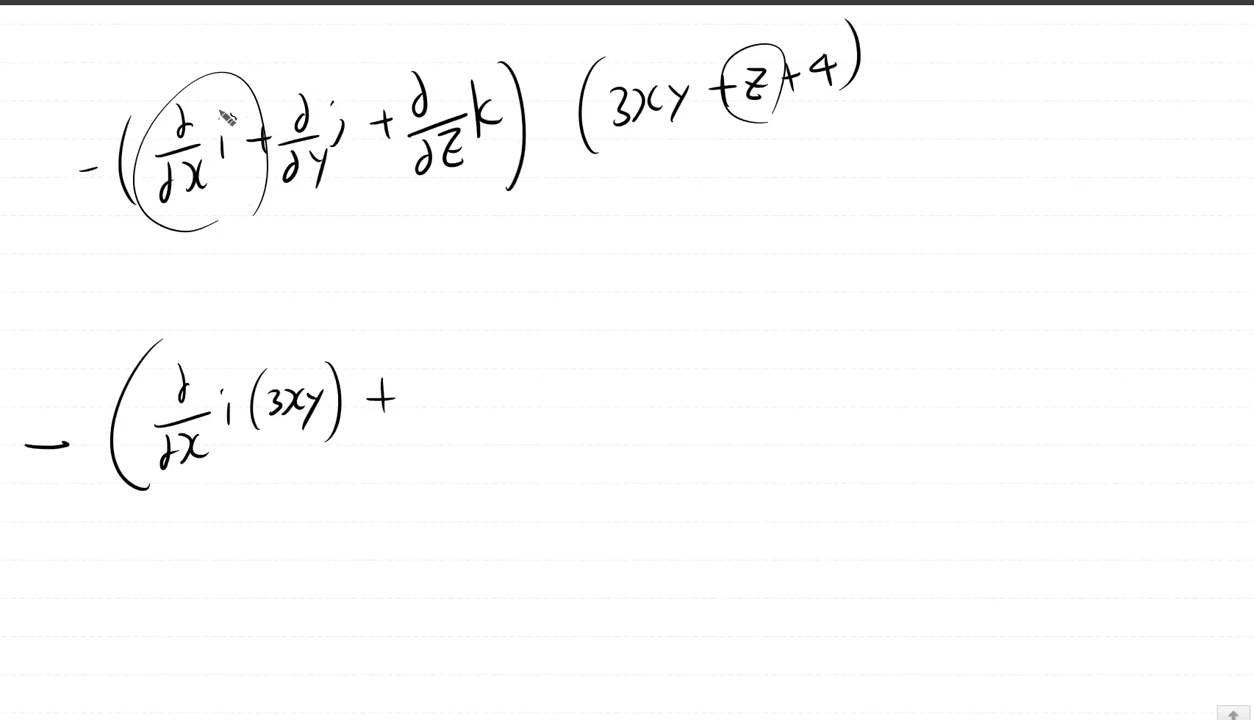 - (∂/∂x i + ∂/∂y j + ∂/∂z k) (3xy + z + 4)
- (∂/∂x i (3xy) +